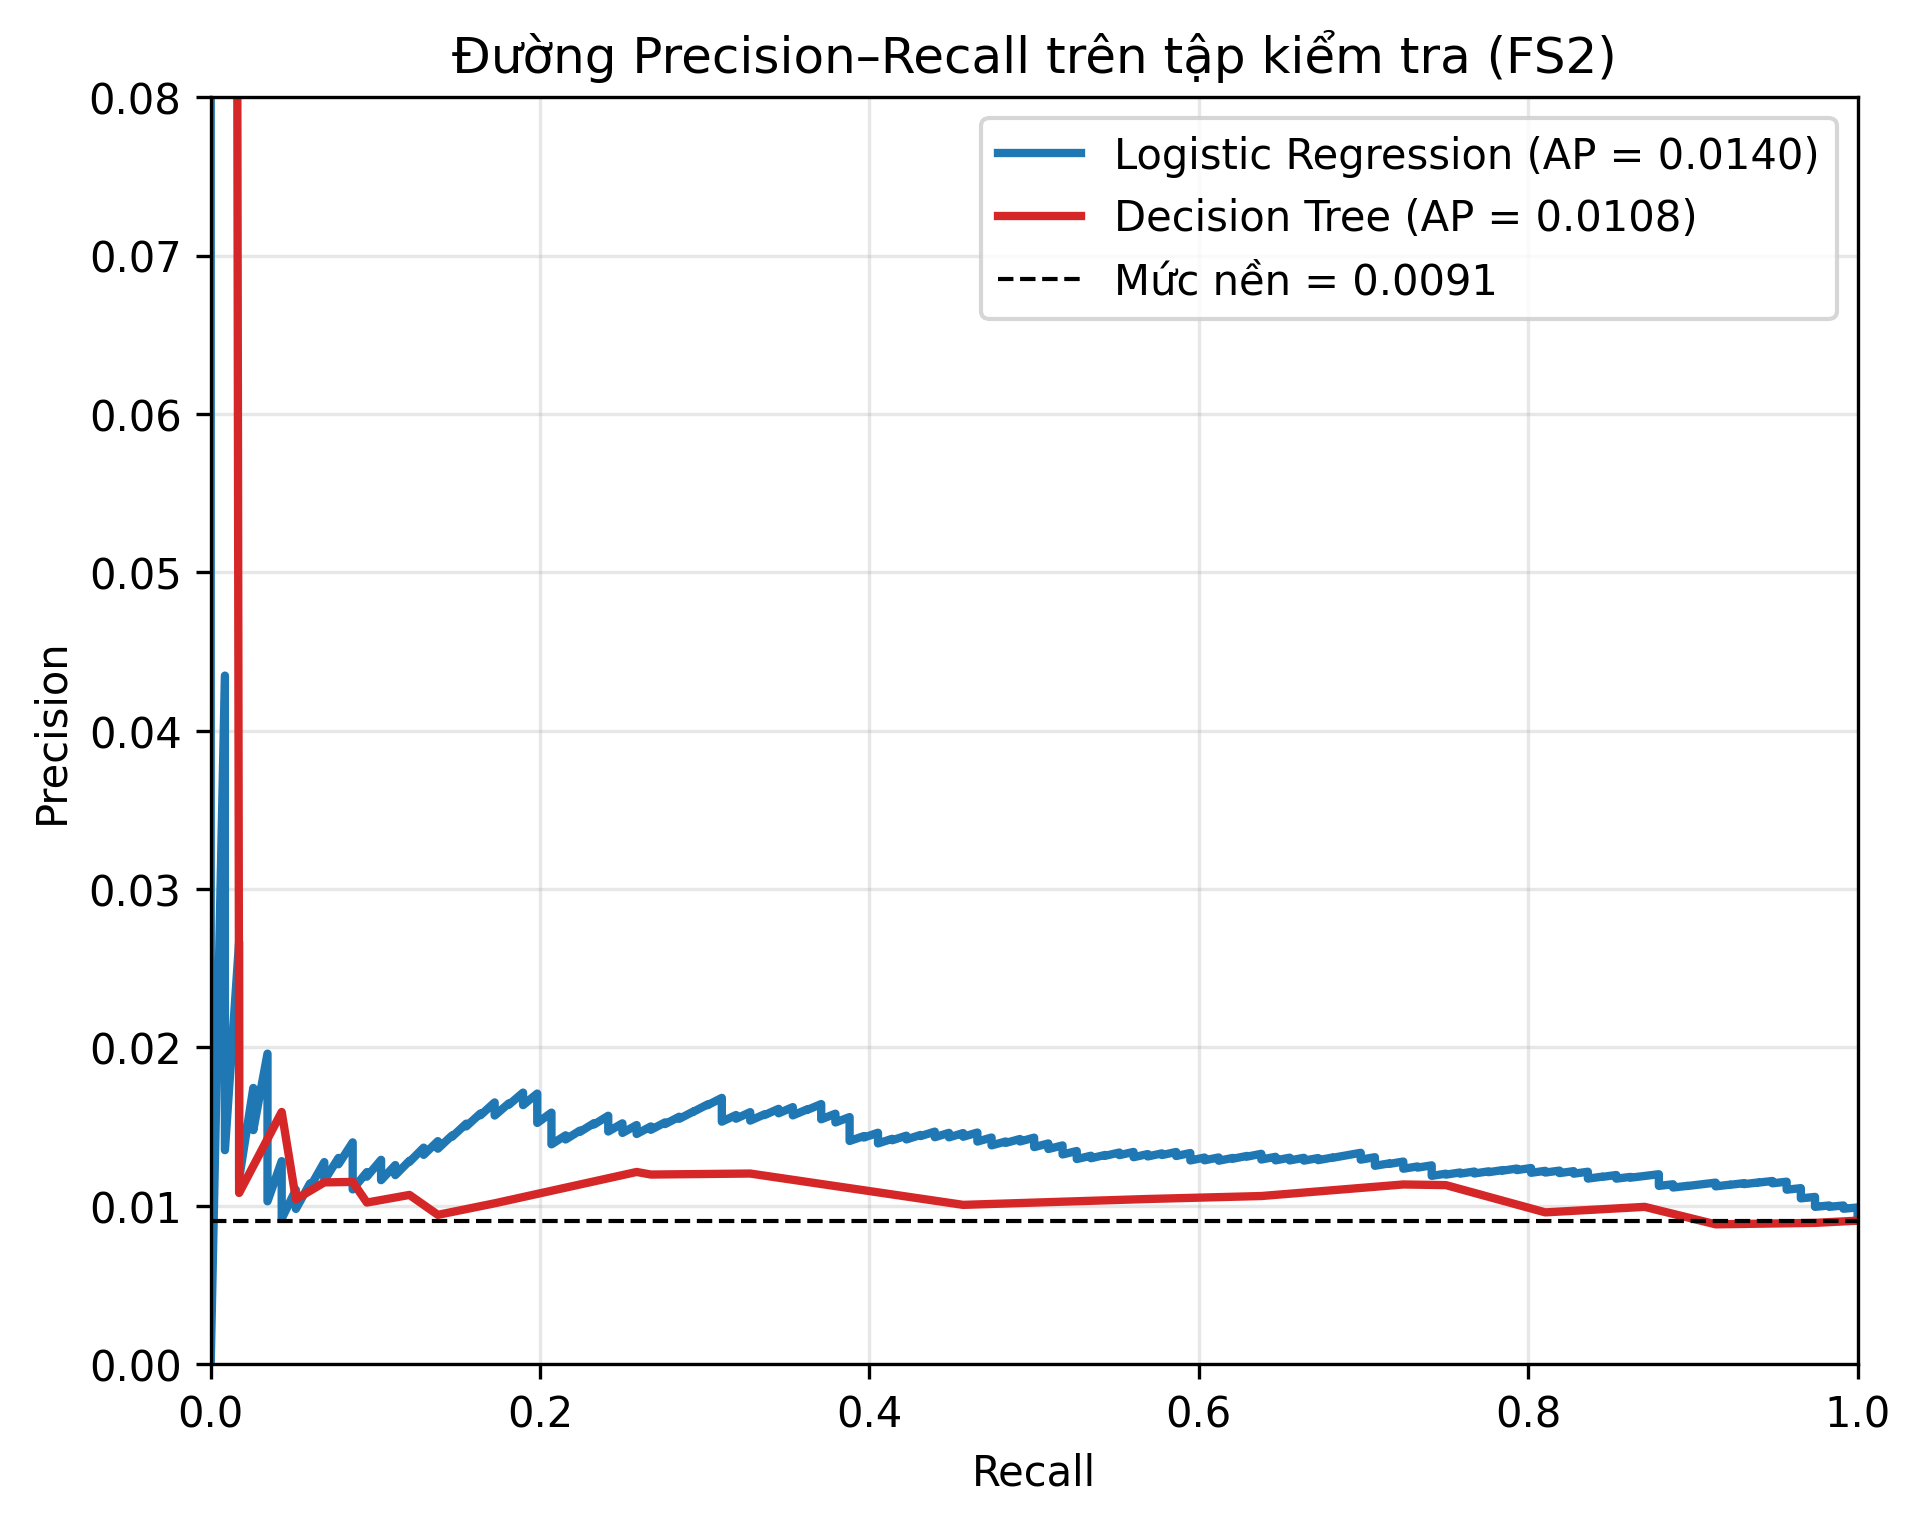 Đường Precision–Recall trên tập kiểm tra (FS2)
Logistic Regression (AP = 0.0140)
Decision Tree (AP = 0.0108)
Mức nền = 0.0091
0.08
0.07
0.06
0.05
0.04
0.03
0.02
0.01
0.00
Precision
0.0 0.2 0.4 0.6 0.8 1.0
Recall